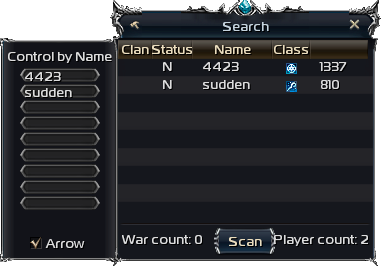 Search
Control by Name
4423
sudden
Arrow
Clan Status Name Class
N 4423 1337
N sudden 810
War count: 0 Scan Player count: 2